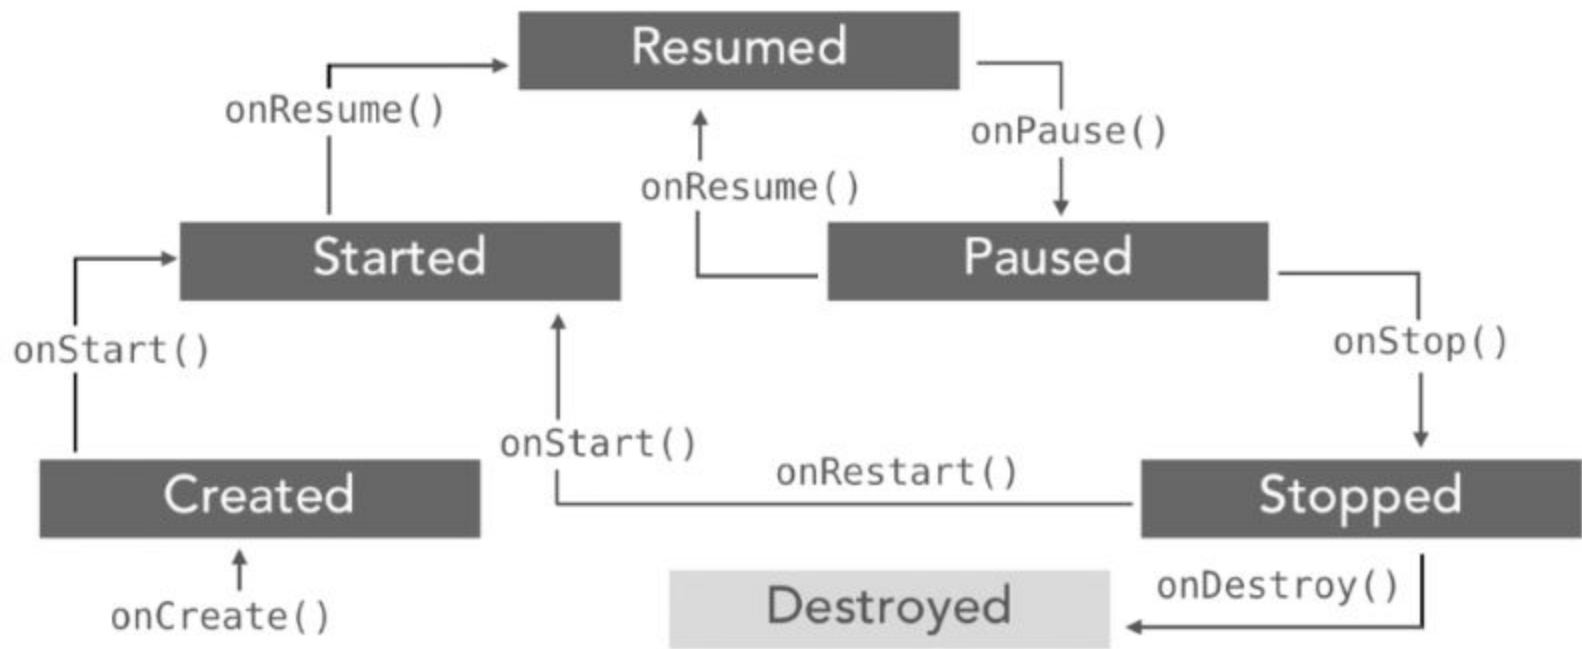 Resumed
onResume()
onPause()
onResume()
Started
Paused
onStart()
onStop()
onStart()
onRestart()
Created
Stopped
onDestroy()
Destroyed
onCreate()